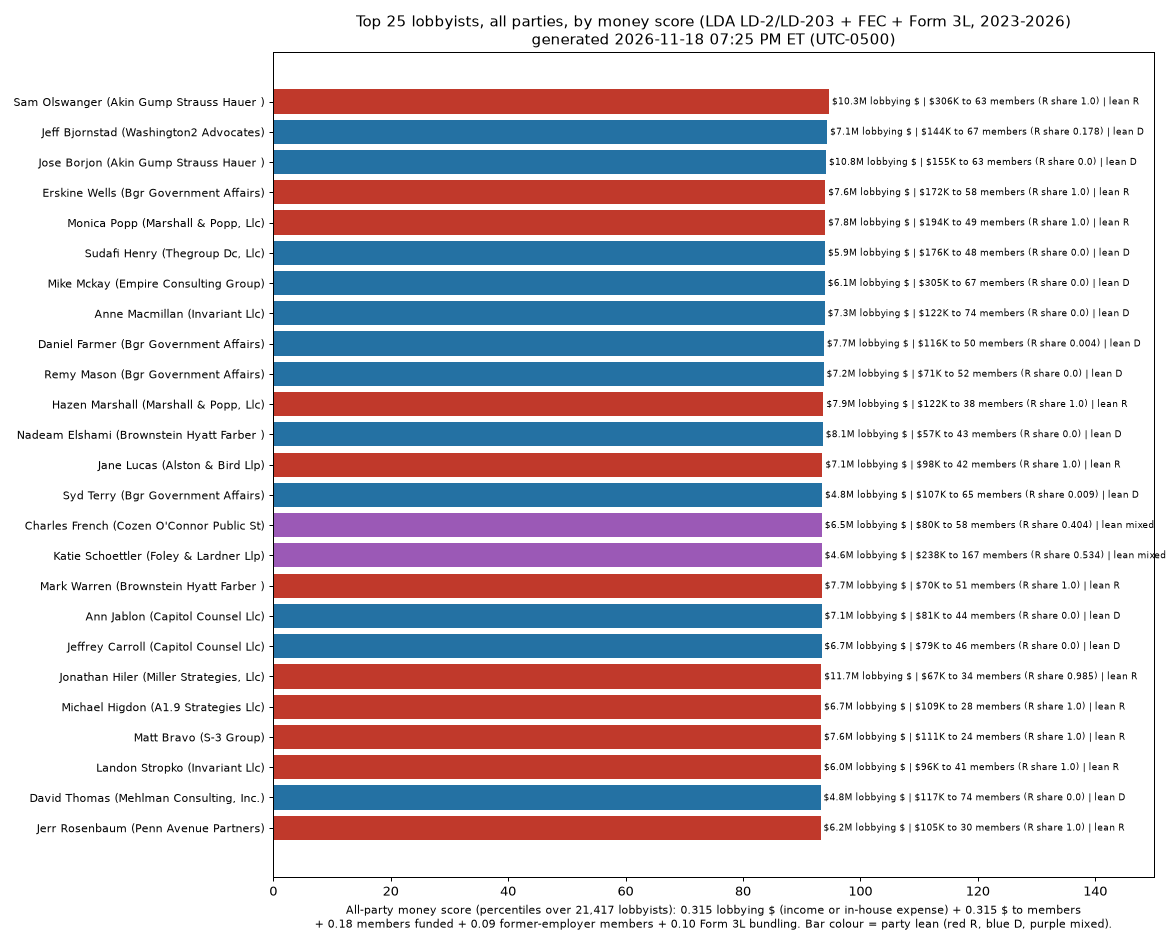 Top 25 lobbyists, all parties, by money score (LDA LD-2/LD-203 + FEC + Form 3L, 2023-2026)
generated 2026-11-18 07:25 PM ET (UTC-0500)
Sam Olswanger (Akin Gump Strauss Hauer ) $10.3M lobbying $ | $306K to 63 members (R share 1.0) | lean R
Jeff Bjornstad (Washington2 Advocates) $7.1M lobbying $ | $144K to 67 members (R share 0.178) | lean D
Jose Borjon (Akin Gump Strauss Hauer ) $10.8M lobbying $ | $155K to 63 members (R share 0.0) | lean D
Erskine Wells (Bgr Government Affairs) $7.6M lobbying $ | $172K to 58 members (R share 1.0) | lean R
Monica Popp (Marshall & Popp, Llc) $7.8M lobbying $ | $194K to 49 members (R share 1.0) | lean R
Sudafi Henry (Thegroup Dc, Llc) $5.9M lobbying $ | $176K to 48 members (R share 0.0) | lean D
Mike Mckay (Empire Consulting Group) $6.1M lobbying $ | $305K to 67 members (R share 0.0) | lean D
Anne Macmillan (Invariant Llc) $7.3M lobbying $ | $122K to 74 members (R share 0.0) | lean D
Daniel Farmer (Bgr Government Affairs) $7.7M lobbying $ | $116K to 50 members (R share 0.004) | lean D
Remy Mason (Bgr Government Affairs) $7.2M lobbying $ | $71K to 52 members (R share 0.0) | lean D
Hazen Marshall (Marshall & Popp, Llc) $7.9M lobbying $ | $122K to 38 members (R share 1.0) | lean R
Nadeam Elshami (Brownstein Hyatt Farber ) $8.1M lobbying $ | $57K to 43 members (R share 0.0) | lean D
Jane Lucas (Alston & Bird Llp) $7.1M lobbying $ | $98K to 42 members (R share 1.0) | lean R
Syd Terry (Bgr Government Affairs) $4.8M lobbying $ | $107K to 65 members (R share 0.009) | lean D
Charles French (Cozen O'Connor Public St) $6.5M lobbying $ | $80K to 58 members (R share 0.404) | lean mixed
Katie Schoettler (Foley & Lardner Llp) $4.6M lobbying $ | $238K to 167 members (R share 0.534) | lean mixed
Mark Warren (Brownstein Hyatt Farber ) $7.7M lobbying $ | $70K to 51 members (R share 1.0) | lean R
Ann Jablon (Capitol Counsel Llc) $7.1M lobbying $ | $81K to 44 members (R share 0.0) | lean D
Jeffrey Carroll (Capitol Counsel Llc) $6.7M lobbying $ | $79K to 46 members (R share 0.0) | lean D
Jonathan Hiler (Miller Strategies, Llc) $11.7M lobbying $ | $67K to 34 members (R share 0.985) | lean R
Michael Higdon (A1.9 Strategies Llc) $6.7M lobbying $ | $109K to 28 members (R share 1.0) | lean R
Matt Bravo (S-3 Group) $7.6M lobbying $ | $111K to 24 members (R share 1.0) | lean R
Landon Stropko (Invariant Llc) $6.0M lobbying $ | $96K to 41 members (R share 1.0) | lean R
David Thomas (Mehlman Consulting, Inc.) $4.8M lobbying $ | $117K to 74 members (R share 0.0) | lean D
Jerr Rosenbaum (Penn Avenue Partners) $6.2M lobbying $ | $105K to 30 members (R share 1.0) | lean R
0 20 40 60 80 100 120 140
All-party money score (percentiles over 21,417 lobbyists): 0.315 lobbying $ (income or in-house expense) + 0.315 $ to members
+ 0.18 members funded + 0.09 former-employer members + 0.10 Form 3L bundling. Bar colour = party lean (red R, blue D, purple mixed).